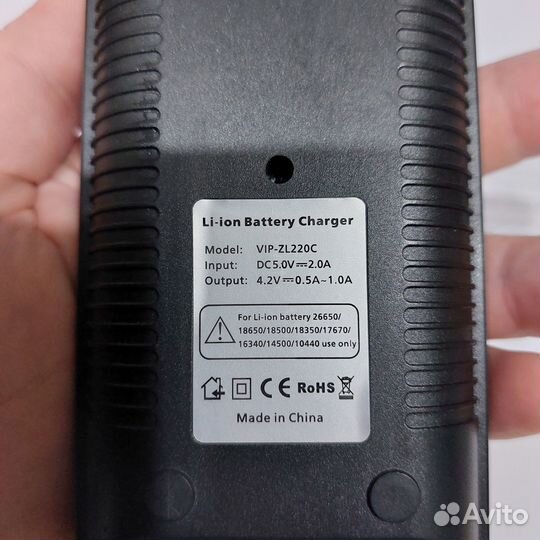 Li-ion Battery Charger
Model: VIP-ZL220C
Input: DC5.0V⎓2.0A
Output: 4.2V⎓0.5A~1.0A
For Li-ion battery 26650/
18650/18500/18350/17670/
16340/14500/10440 use only
CE RoHS
Made in China
Avito